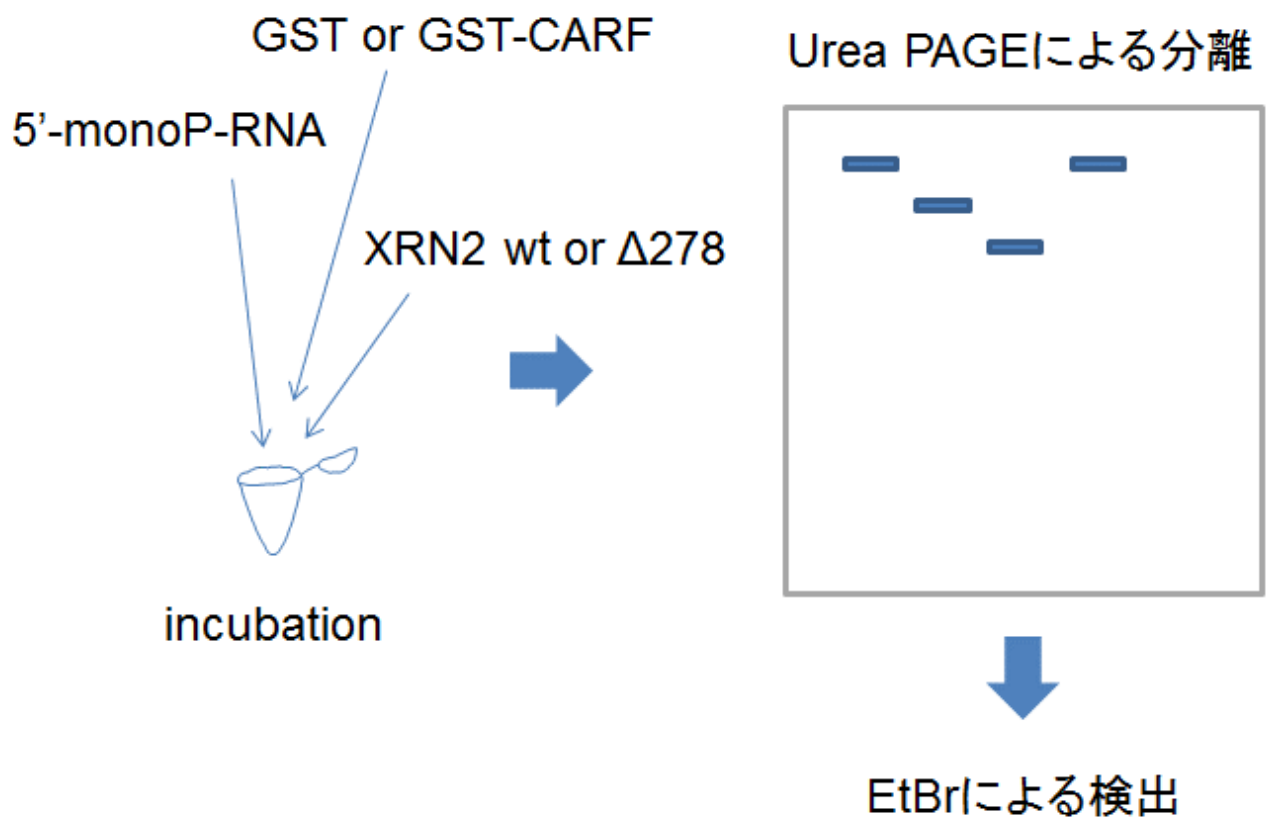 GST or GST-CARF
5’-monoP-RNA
XRN2 wt or Δ278
incubation
Urea PAGEによる分離
EtBrによる検出